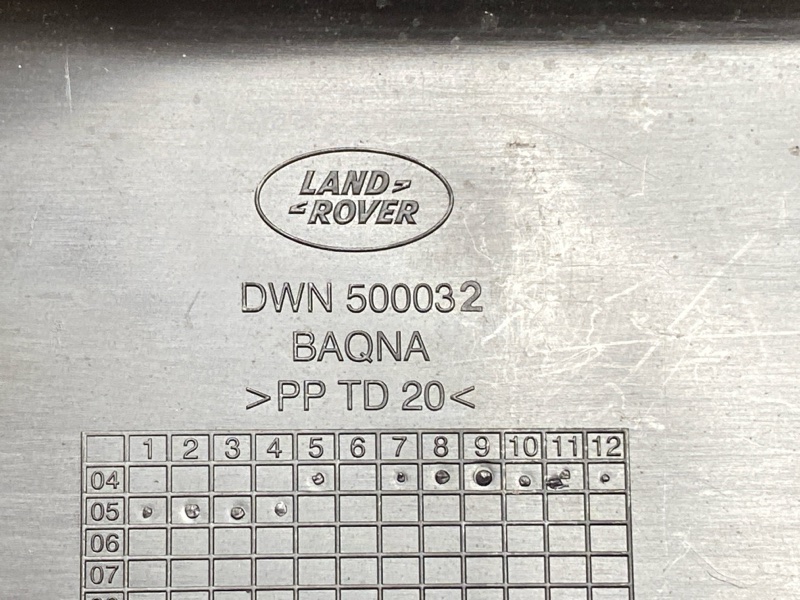 LAND
ROVER
DWN 500032
BAQNA
>PP TD 20<
1 2 3 4 5 6 7 8 9 10 11 12
04
05
06
07